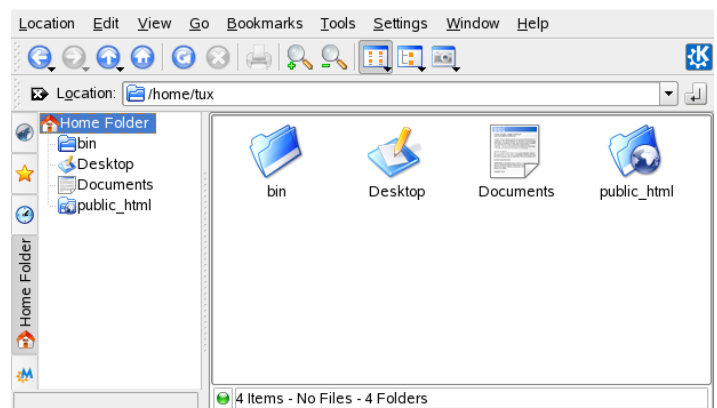 Location Edit View Go Bookmarks Tools Settings Window Help
Location: /home/tux
Home Folder
bin
Desktop
Documents
public_html
Home Folder
bin Desktop Documents public_html
4 Items - No Files - 4 Folders